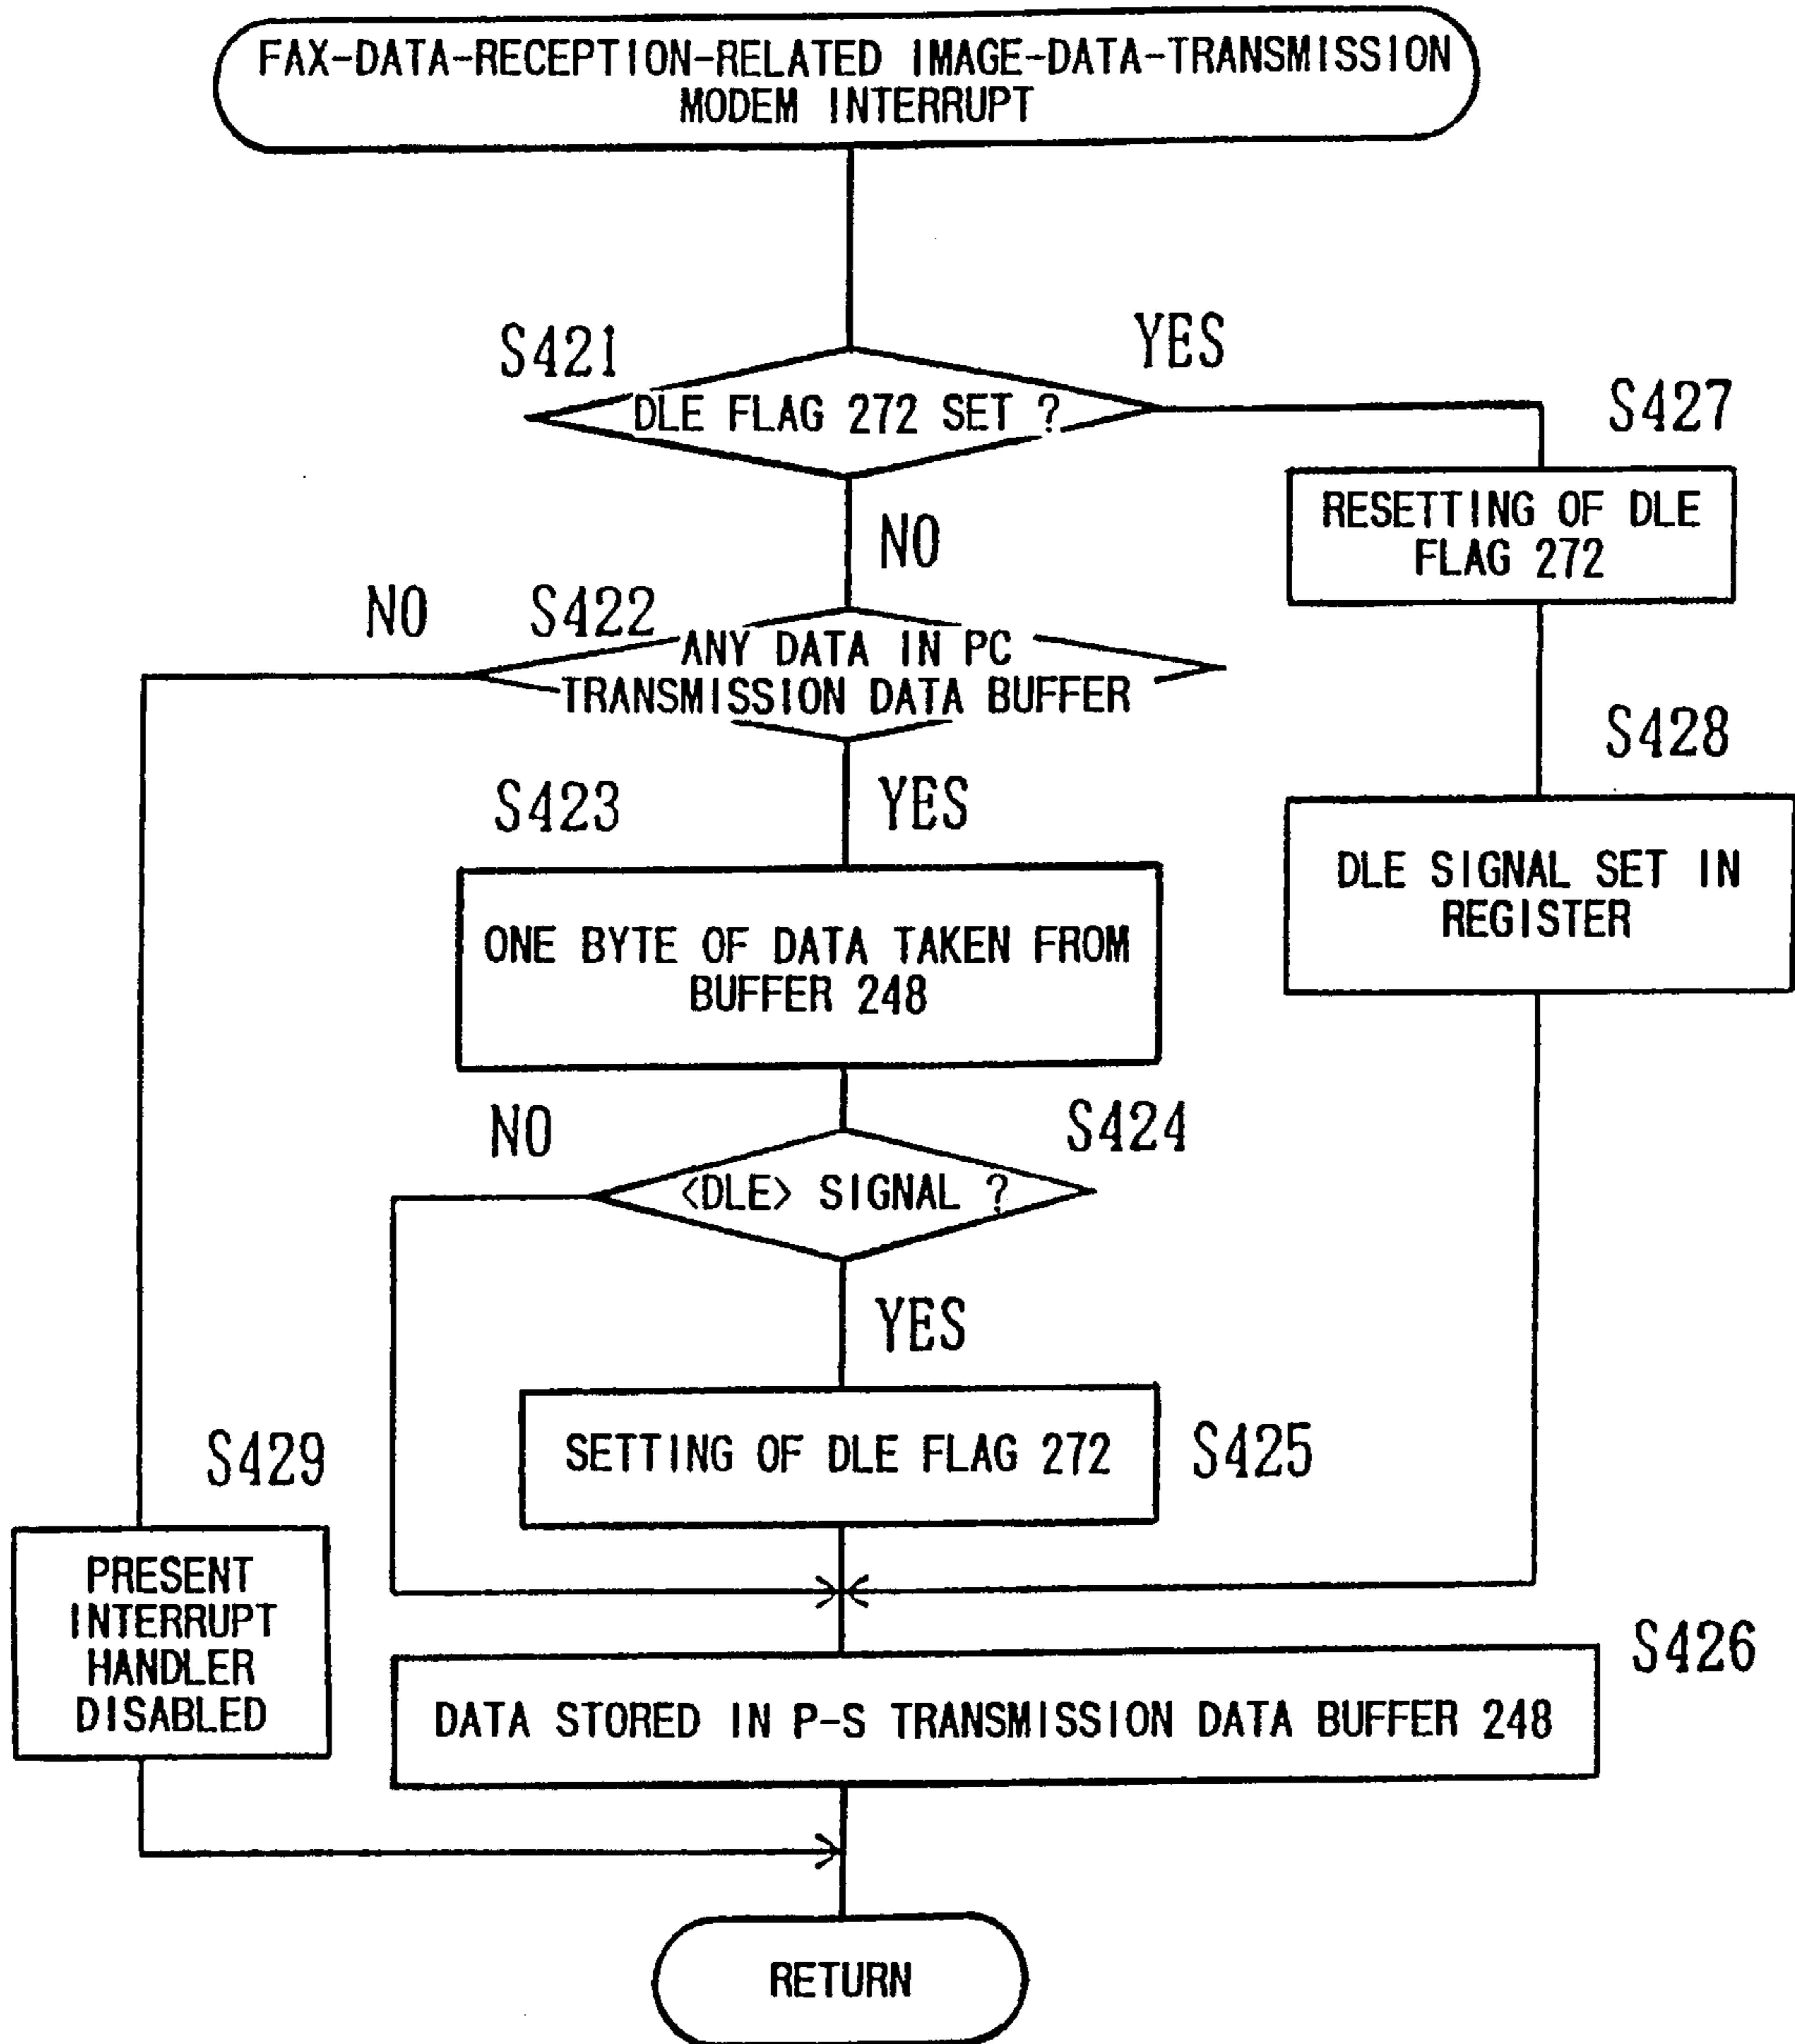 FAX-DATA-RECEPTION-RELATED IMAGE-DATA-TRANSMISSION
MODEM INTERRUPT
S421
YES
DLE FLAG 272 SET ?
S427
RESETTING OF DLE
FLAG 272
NO
NO
S422
ANY DATA IN PC
TRANSMISSION DATA BUFFER
S428
DLE SIGNAL SET IN
REGISTER
S423
YES
ONE BYTE OF DATA TAKEN FROM
BUFFER 248
NO
S424
<DLE> SIGNAL ?
YES
SETTING OF DLE FLAG 272
S425
S429
PRESENT
INTERRUPT
HANDLER
DISABLED
S426
DATA STORED IN P-S TRANSMISSION DATA BUFFER 248
RETURN